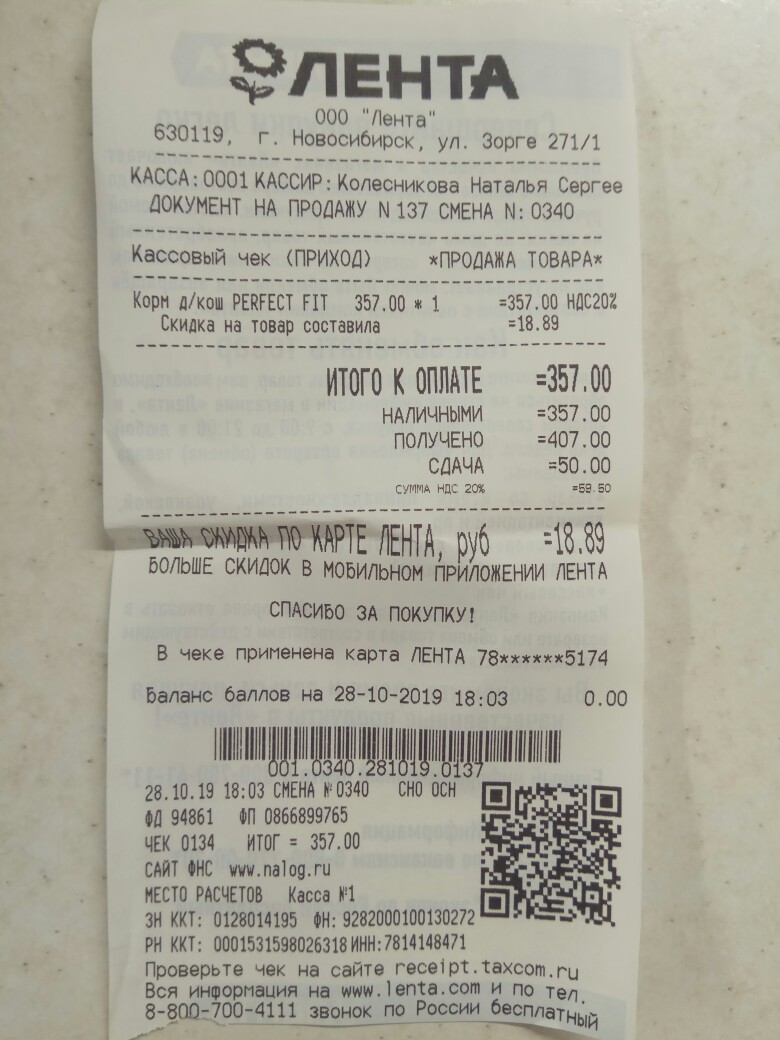 ЛЕНТА
ООО "Лента"
630119, г. Новосибирск, ул. Зорге 271/1
КАССА:0001 КАССИР:Колесникова Наталья Сергее
ДОКУМЕНТ НА ПРОДАЖУ N 137 СМЕНА N: 0340
Кассовый чек (ПРИХОД) *ПРОДАЖА ТОВАРА*
Корм д/кош PERFECT FIT 357.00 * 1 =357.00 НДС20%
Скидка на товар составила =18.89
ИТОГО К ОПЛАТЕ =357.00
НАЛИЧНЫМИ =357.00
ПОЛУЧЕНО =407.00
СДАЧА =50.00
СУММА НДС 20% =59.50
ВАША СКИДКА ПО КАРТЕ ЛЕНТА, руб =18.89
БОЛЬШЕ СКИДОК В МОБИЛЬНОМ ПРИЛОЖЕНИИ ЛЕНТА
СПАСИБО ЗА ПОКУПКУ!
В чеке применена карта ЛЕНТА 78******5174
Баланс баллов на 28-10-2019 18:03 0.00
001.0340.281019.0137
28.10.19 18:03 СМЕНА №0340 СНО ОСН
ФД 94861 ФП 0866899765
ЧЕК 0134 ИТОГ = 357.00
САЙТ ФНС www.nalog.ru
МЕСТО РАСЧЕТОВ Касса №1
ЗН ККТ: 0128014195 ФН: 9282000100130272
РН ККТ: 0001531598026318 ИНН:7814148471
Проверьте чек на сайте receipt.taxcom.ru
Вся информация на www.lenta.com и по тел.
8-800-700-4111 звонок по России бесплатный